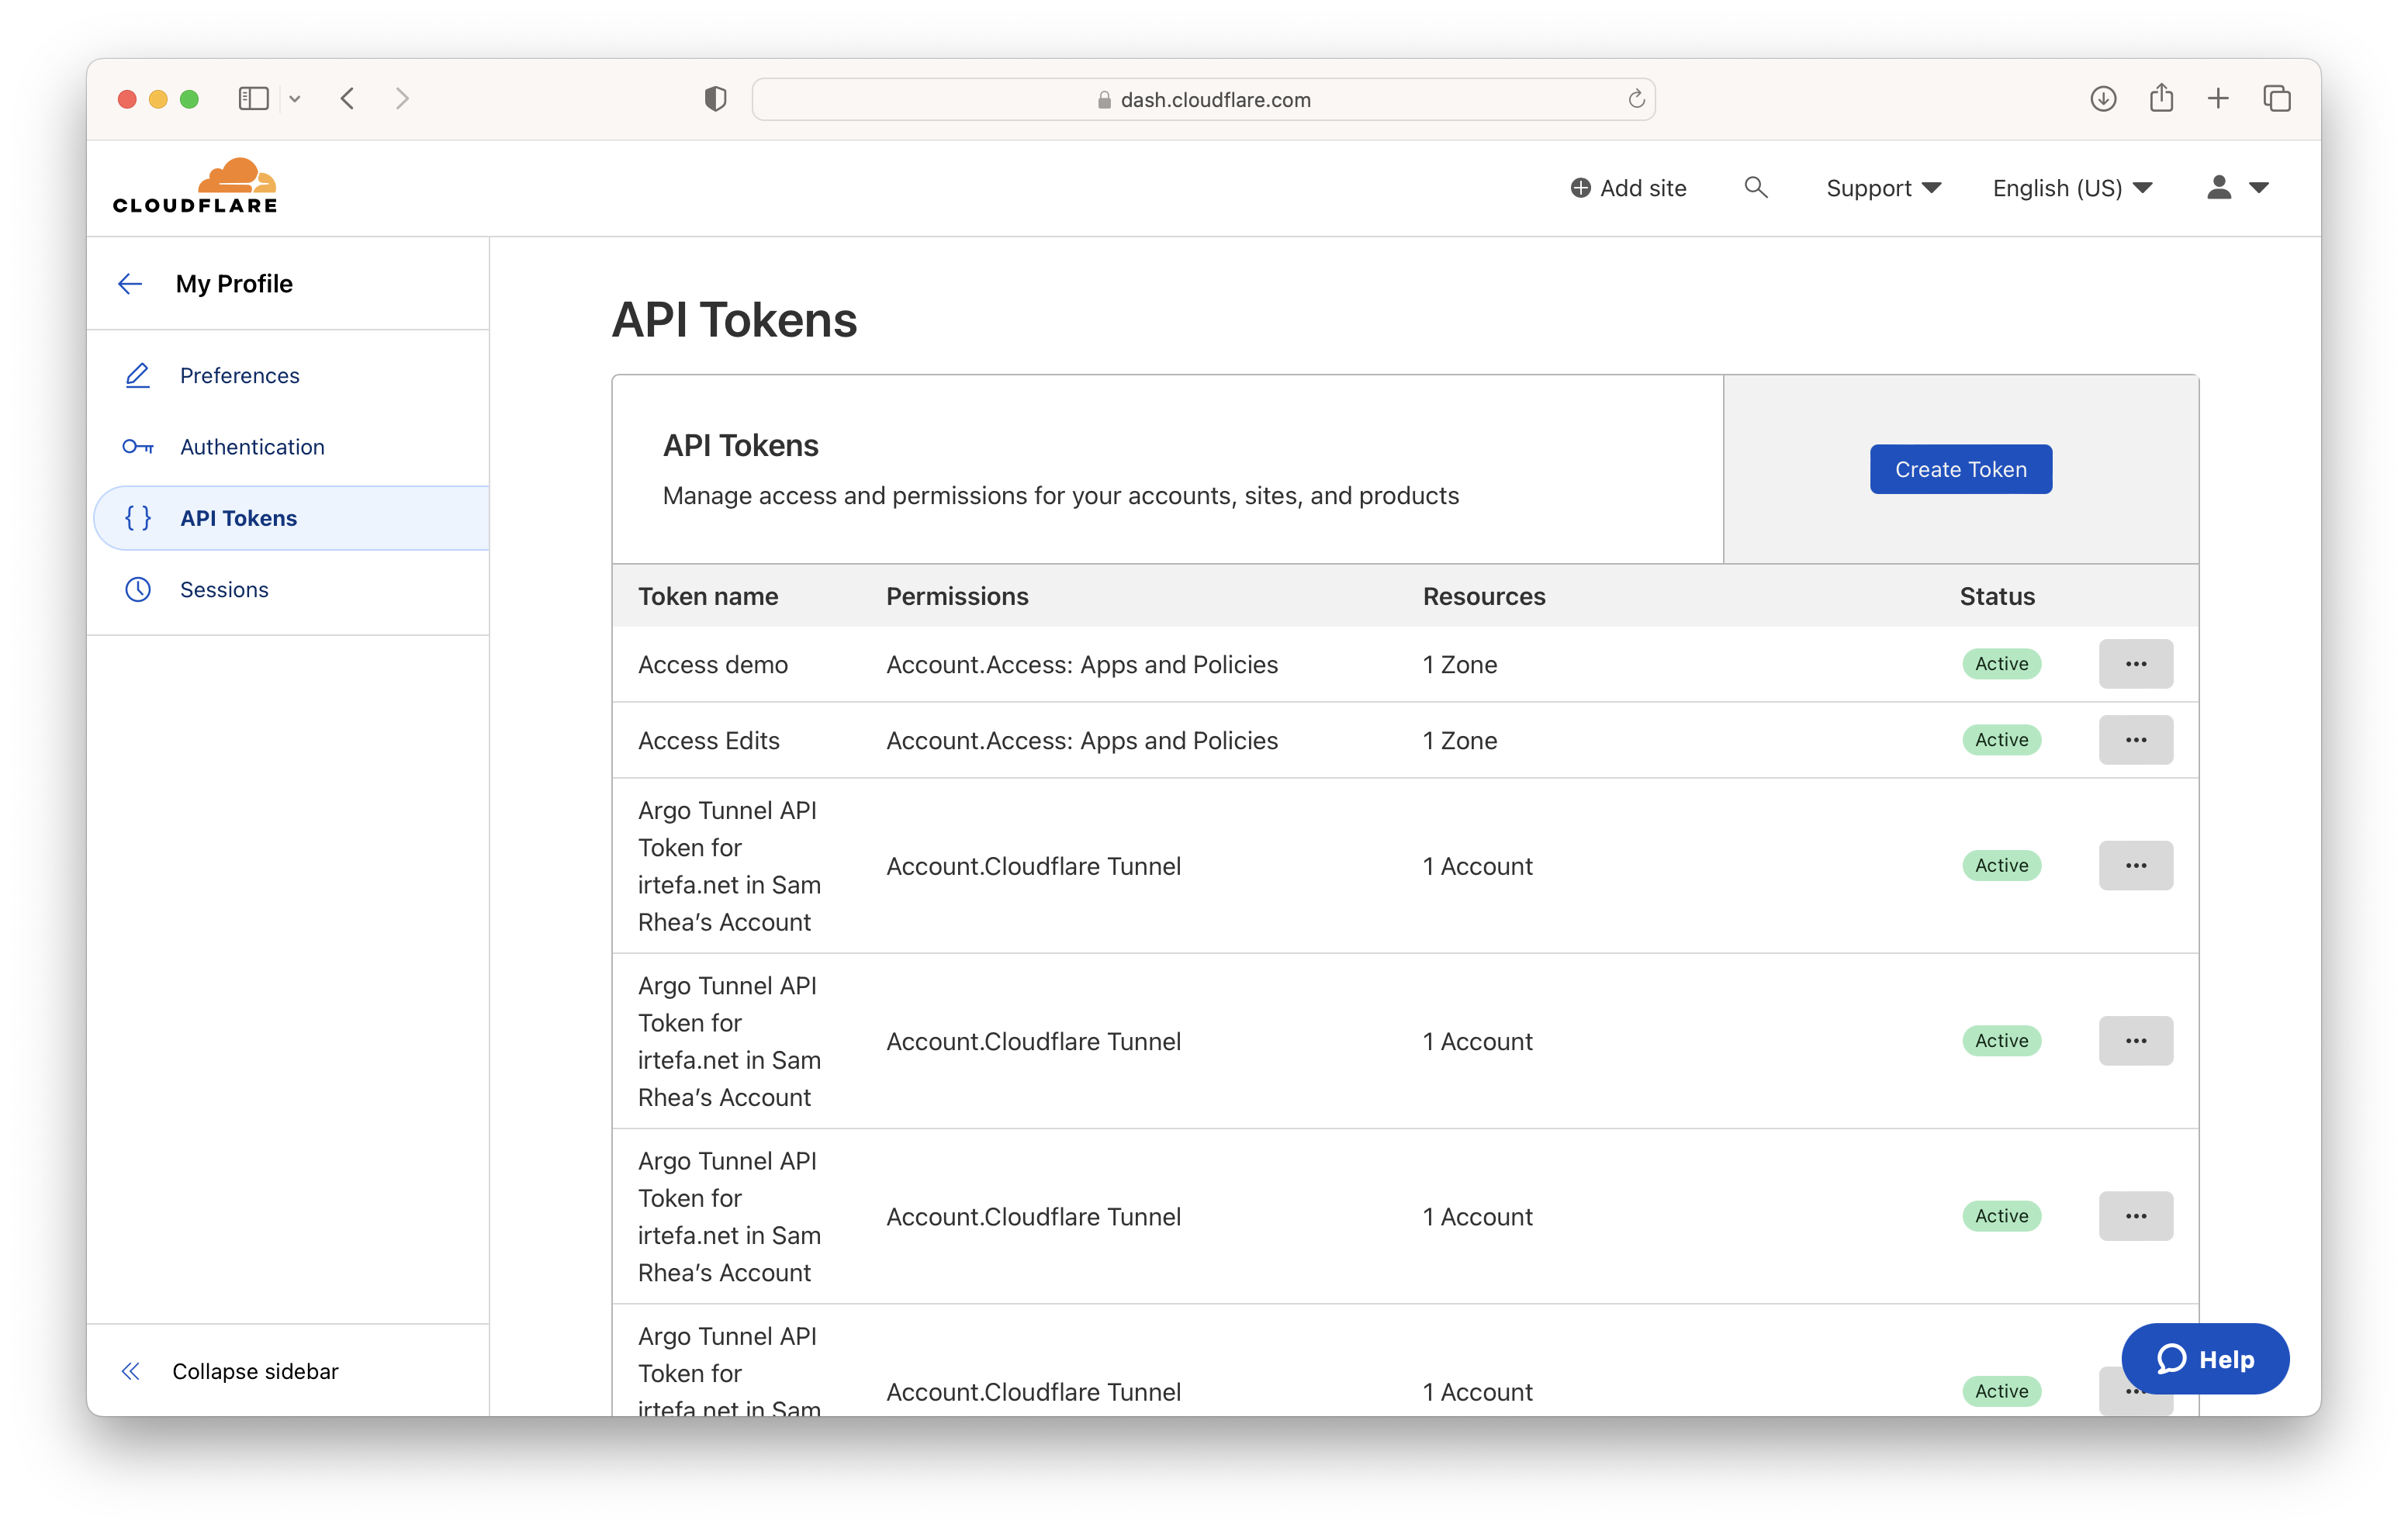 dash.cloudflare.com
CLOUDFLARE
Add site
Support
English (US)
My Profile
Preferences
Authentication
API Tokens
Sessions
Collapse sidebar
API Tokens
API Tokens
Manage access and permissions for your accounts, sites, and products
Create Token
Token name Permissions Resources Status
Access demo Account.Access: Apps and Policies 1 Zone Active
Access Edits Account.Access: Apps and Policies 1 Zone Active
Argo Tunnel API
Token for
irtefa.net in Sam
Rhea’s Account
Account.Cloudflare Tunnel 1 Account Active
Argo Tunnel API
Token for
irtefa.net in Sam
Rhea’s Account
Account.Cloudflare Tunnel 1 Account Active
Argo Tunnel API
Token for
irtefa.net in Sam
Rhea’s Account
Account.Cloudflare Tunnel 1 Account Active
Argo Tunnel API
Token for
irtefa.net in Sam
Account.Cloudflare Tunnel 1 Account Active
Help